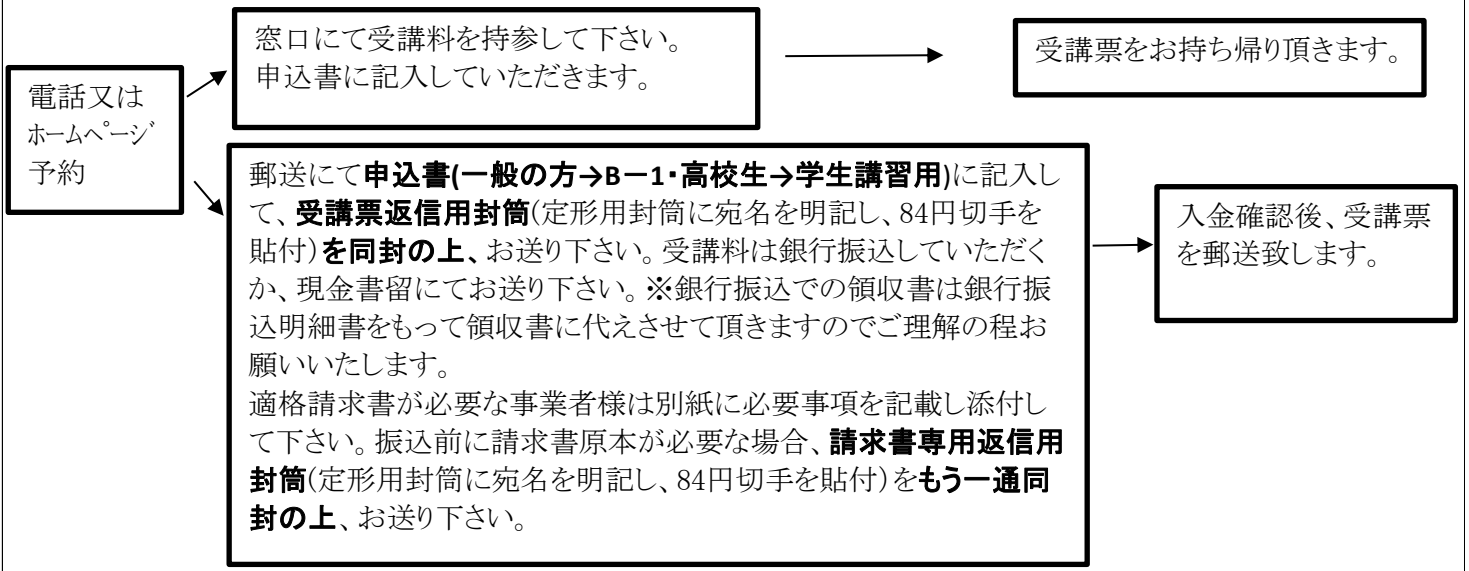 電話又は
ﾎｰﾑﾍﾟｰｼﾞ
予約
窓口にて受講料を持参して下さい。
申込書に記入していただきます。
受講票をお持ち帰り頂きます。
郵送にて申込書(一般の方→B－1・高校生→学生講習用)に記入し
て、受講票返信用封筒(定形用封筒に宛名を明記し、84円切手を
貼付)を同封の上、お送り下さい。受講料は銀行振込していただく
か、現金書留にてお送り下さい。※銀行振込での領収書は銀行振
込明細書をもって領収書に代えさせて頂きますのでご理解の程お
願いいたします。
適格請求書が必要な事業者様は別紙に必要事項を記載し添付し
て下さい。振込前に請求書原本が必要な場合、請求書専用返信用
封筒(定形用封筒に宛名を明記し、84円切手を貼付)をもう一通同
封の上、お送り下さい。
入金確認後、受講票
を郵送致します。